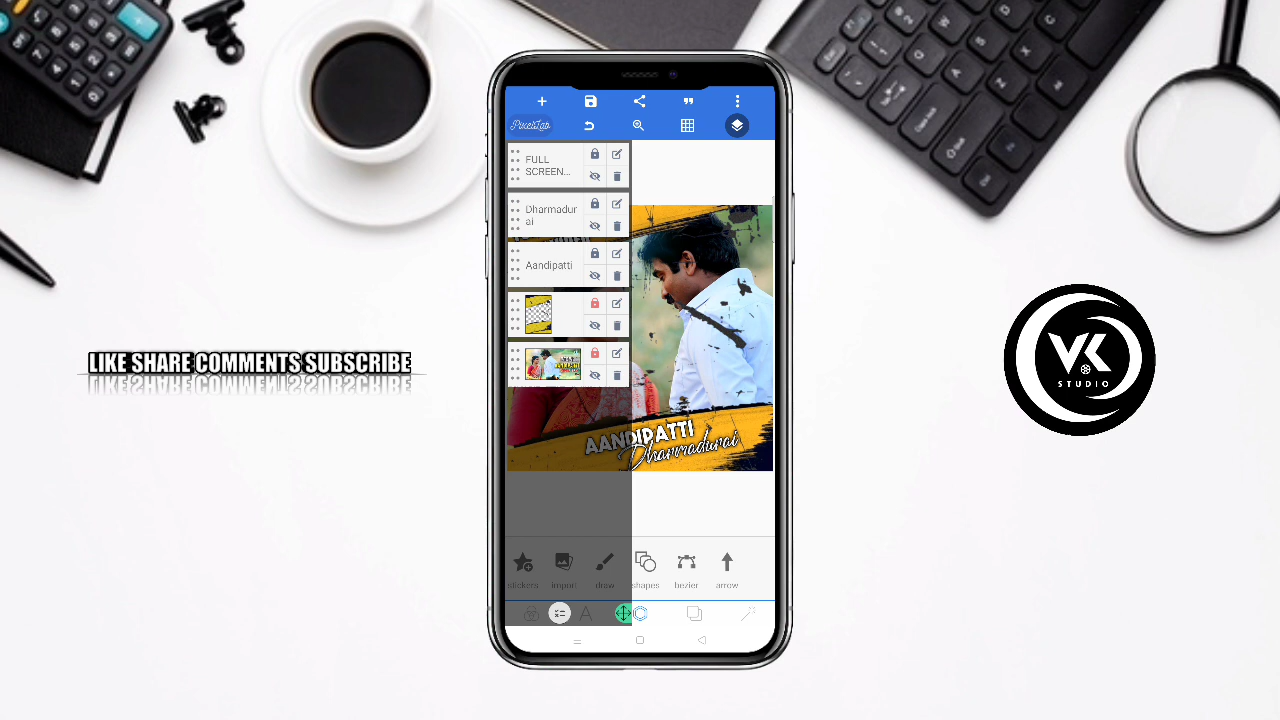 PixelLab
FULL
SCREEN...
Dharmadur
ai
Aandipatti
AANDIPATTI
Dharmadurai
stickers
import
draw
shapes
bezier
arrow
LIKE SHARE COMMENTS SUBSCRIBE
VK
STUDIO